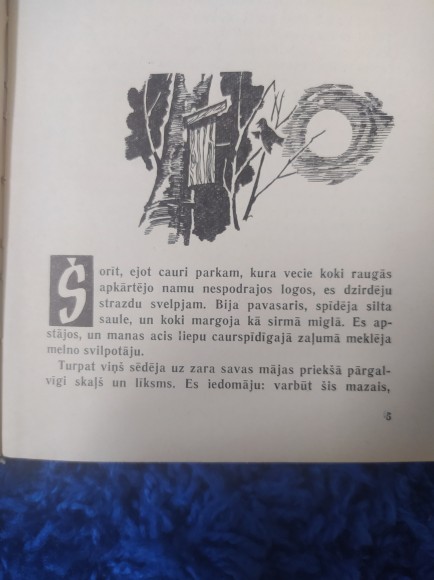 Šorīt, ejot cauri parkam, kura vecie koki raugās
apkārtējo namu nespodrajos logos, es dzirdēju
strazdu svelpjam. Bija pavasaris, spīdēja silta
saule, un koki margoja kā sirmā miglā. Es ap-
stājos, un manas acis liepu caurspīdīgajā zaļumā meklēja
melno svilpotāju.
Turpat viņš sēdēja uz zara savas mājas priekšā pārgal-
vīgi skaļš un līksms. Es iedomāju: varbūt šis mazais,
5